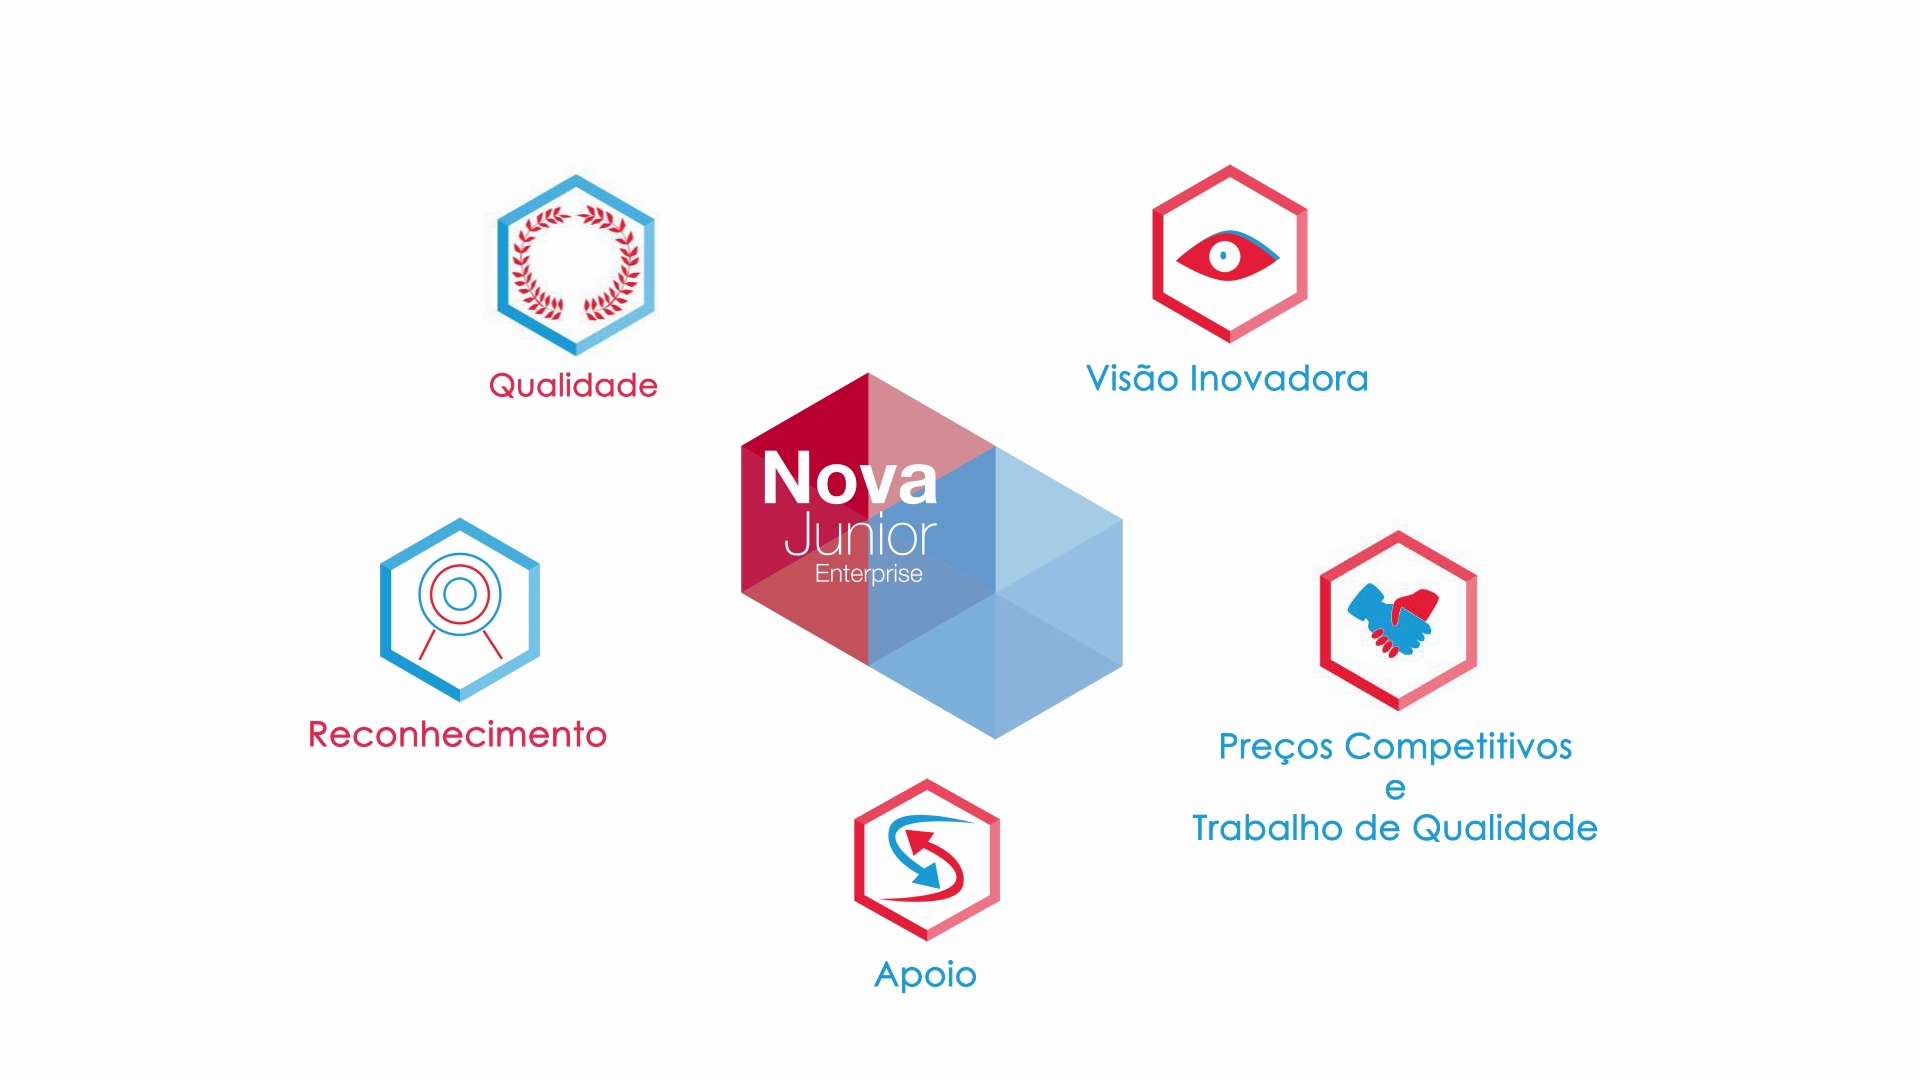 Qualidade
Visão Inovadora
Nova
Junior
Enterprise
Reconhecimento
Preços Competitivos
e
Trabalho de Qualidade
Apoio